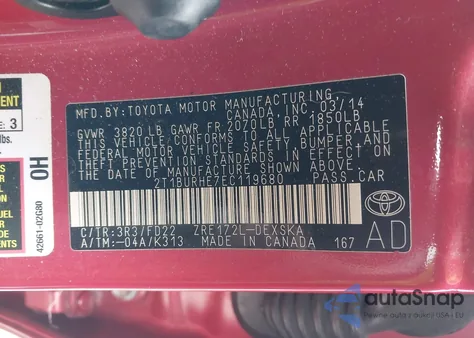 MFD. BY: TOYOTA MOTOR MANUFACTURING
CANADA, INC. 03/14
GVWR 3820 LB GAWR FR 2070LB RR 1850LB
THIS VEHICLE CONFORMS TO ALL APPLICABLE
FEDERAL MOTOR VEHICLE SAFETY, BUMPER AND
THEFT PREVENTION STANDARDS IN EFFECT ON
THE DATE OF MANUFACTURE SHOWN ABOVE.
2T1BURHE7EC119680 PASS.CAR
C/TR:3R3/FD22 ZRE172L-DEXSKA
A/TM:-04A/K313 MADE IN CANADA 167
AD
TOYOTA
42661-02G80
OH
3
autoSnap